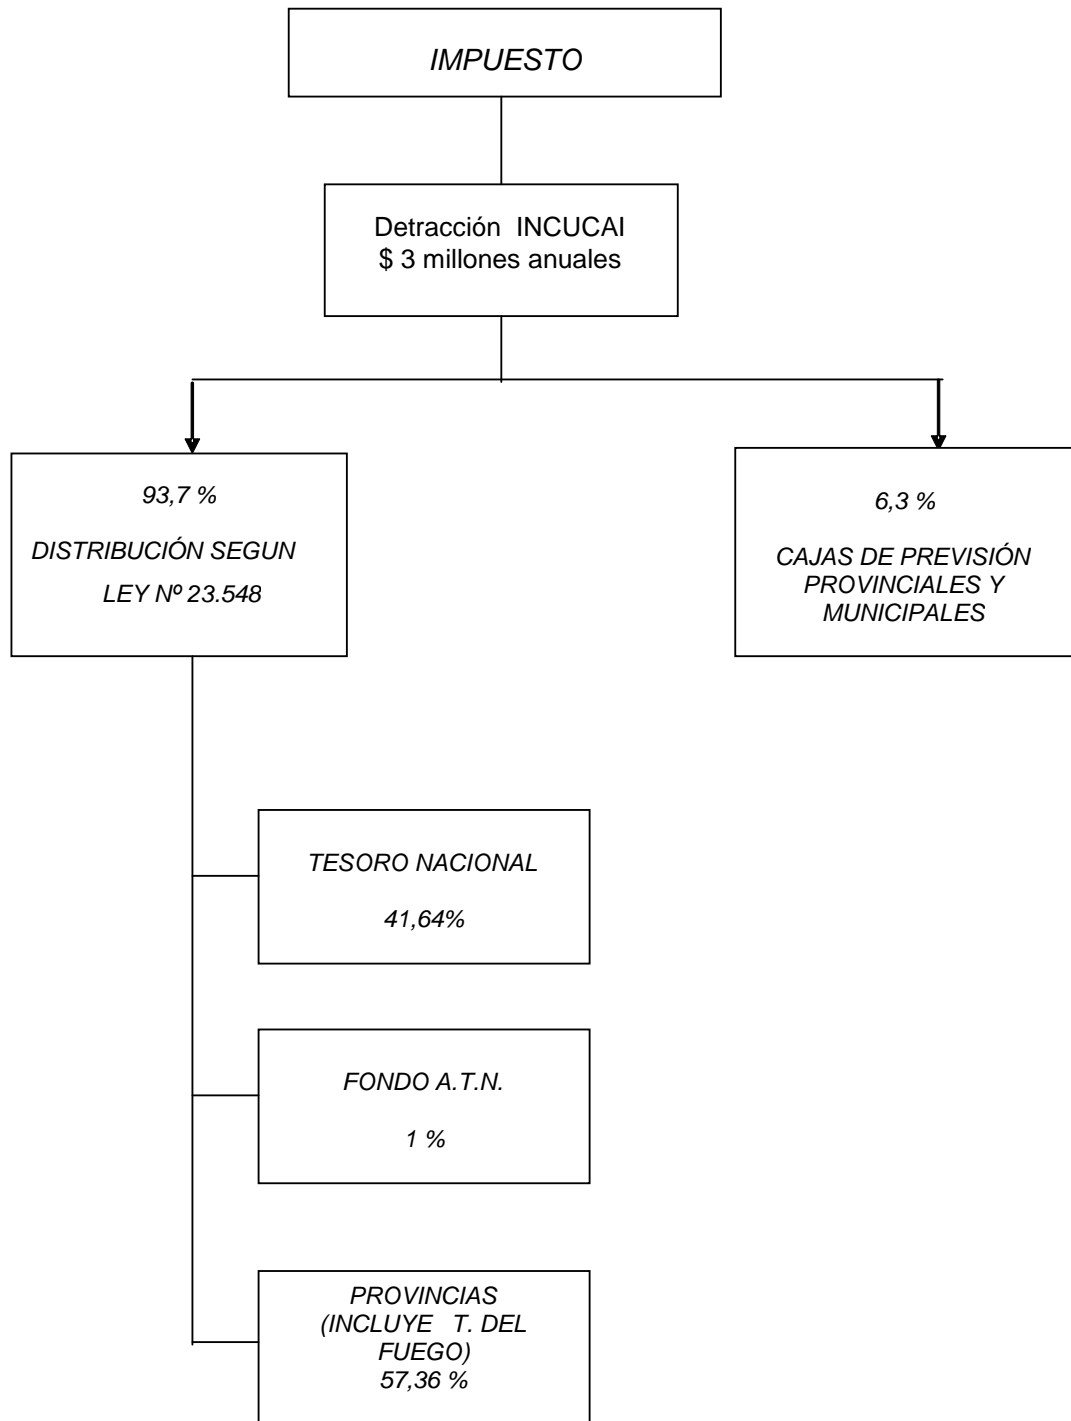 IMPUESTO
Detracción INCUCAI
$ 3 millones anuales
93,7 %
DISTRIBUCIÓN SEGUN
LEY Nº 23.548
6,3 %
CAJAS DE PREVISIÓN
PROVINCIALES Y
MUNICIPALES
TESORO NACIONAL
41,64%
FONDO A.T.N.
1 %
PROVINCIAS
(INCLUYE T. DEL
FUEGO)
57,36 %